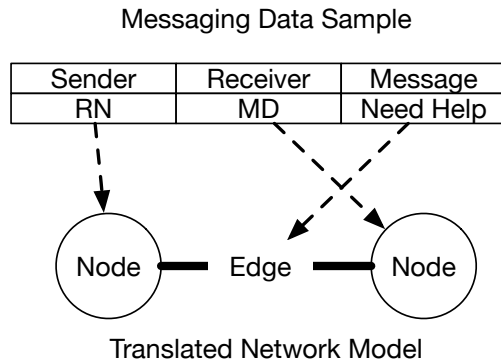 Messaging Data Sample
Sender Receiver Message
RN MD Need Help
Node Edge Node
Translated Network Model